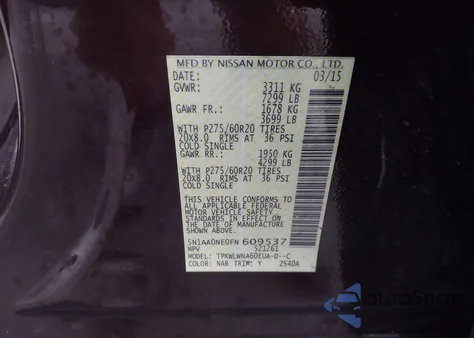 MFD BY NISSAN MOTOR CO., LTD.
DATE: 03/15
GVWR: 3311 KG
7299 LB
GAWR FR.: 1678 KG
3699 LB
WITH P275/60R20 TIRES
20X8.0 RIMS AT 36 PSI
COLD SINGLE
GAWR RR.: 1950 KG
4299 LB
WITH P275/60R20 TIRES
20X8.0 RIMS AT 36 PSI
COLD SINGLE
THIS VEHICLE CONFORMS TO
ALL APPLICABLE FEDERAL
MOTOR VEHICLE SAFETY
STANDARDS IN EFFECT ON
THE DATE OF MANUFACTURE
SHOWN ABOVE.
5N1AA0NE0FN 609537
MPV S21261
MODEL: TPKWLWNA60EUA-D--C
COLOR: NAB TRIM: Y 2S4DA
AutoSnap